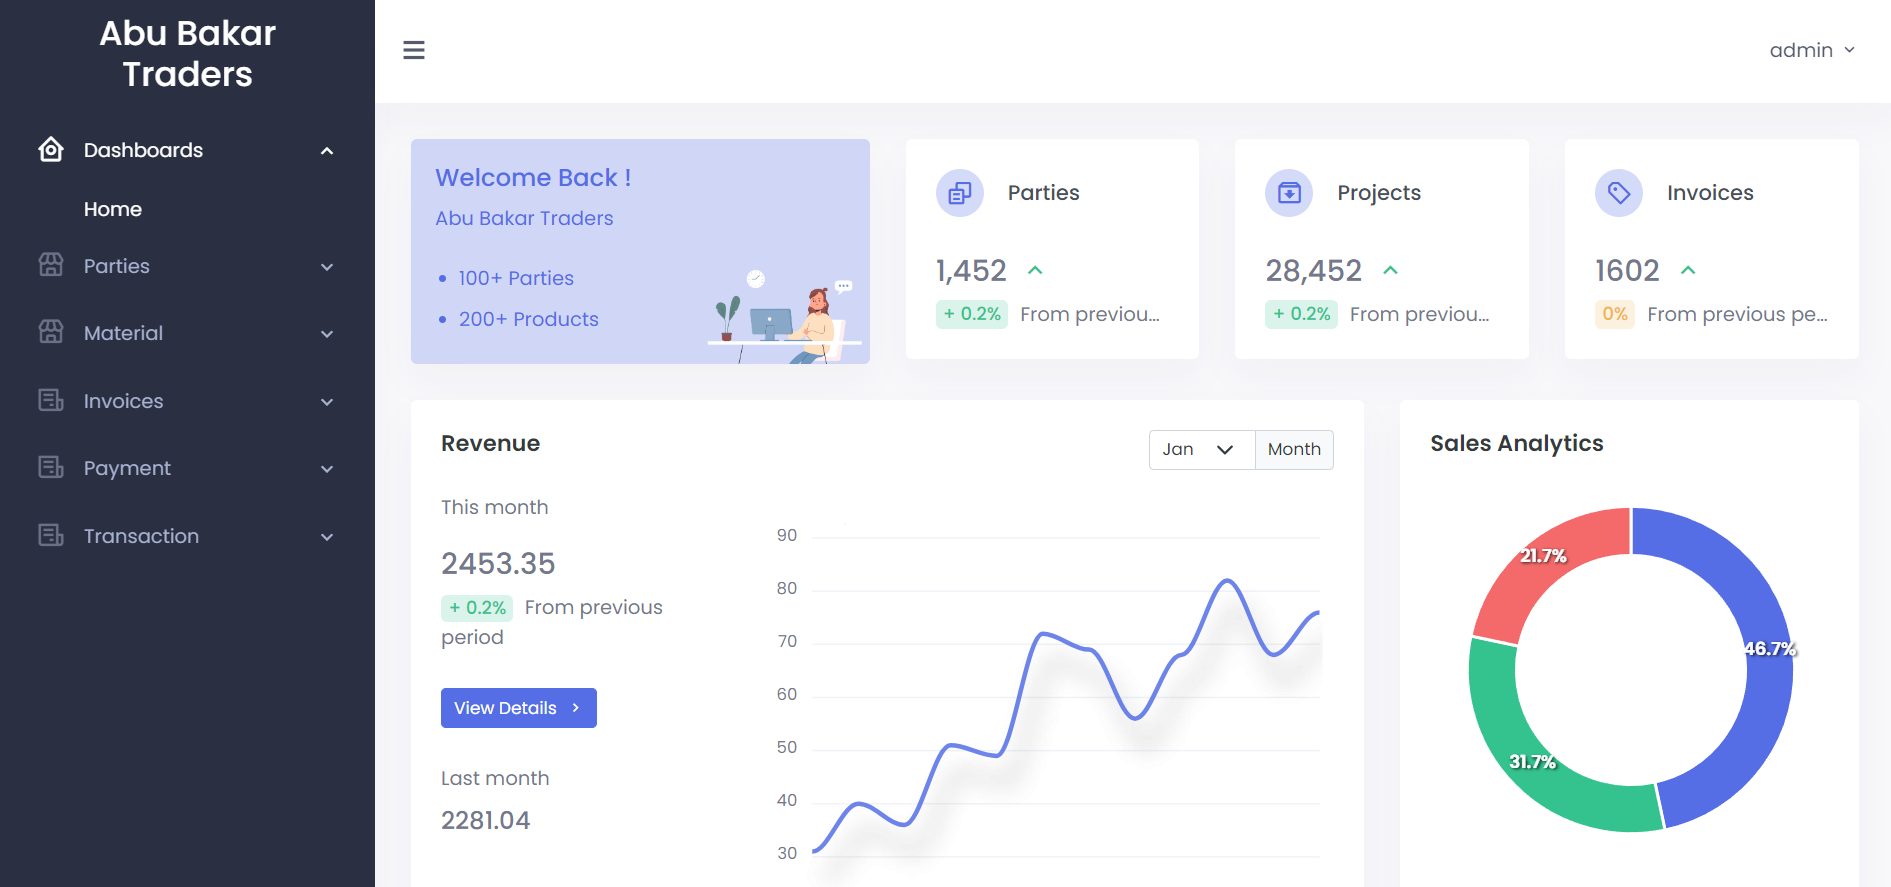 Abu Bakar
Traders
Dashboards
Home
Parties
Material
Invoices
Payment
Transaction
admin
Welcome Back !
Abu Bakar Traders
100+ Parties
200+ Products
Parties
1,452
+ 0.2% From previou...
Projects
28,452
+ 0.2% From previou...
Invoices
1602
0% From previous pe...
Revenue
Jan Month
This month
2453.35
+ 0.2% From previous
period
View Details
Last month
2281.04
90
80
70
60
50
40
30
Sales Analytics
21.7%
46.7%
31.7%